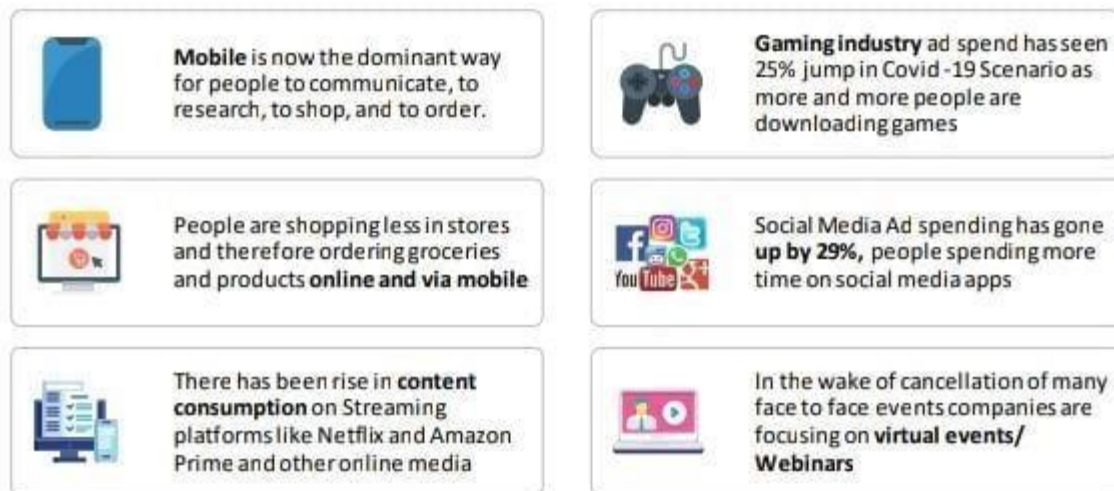 Mobile is now the dominant way
for people to communicate, to
research, to shop, and to order.
Gaming industry ad spend has seen
25% jump in Covid -19 Scenario as
more and more people are
downloading games
People are shopping less in stores
and therefore ordering groceries
and products online and via mobile
You Tube
Social Media Ad spending has gone
up by 29%, people spending more
time on social media apps
There has been rise in content
consumption on Streaming
platforms like Netflix and Amazon
Prime and other online media
In the wake of cancellation of many
face to face events companies are
focusing on virtual events/
Webinars